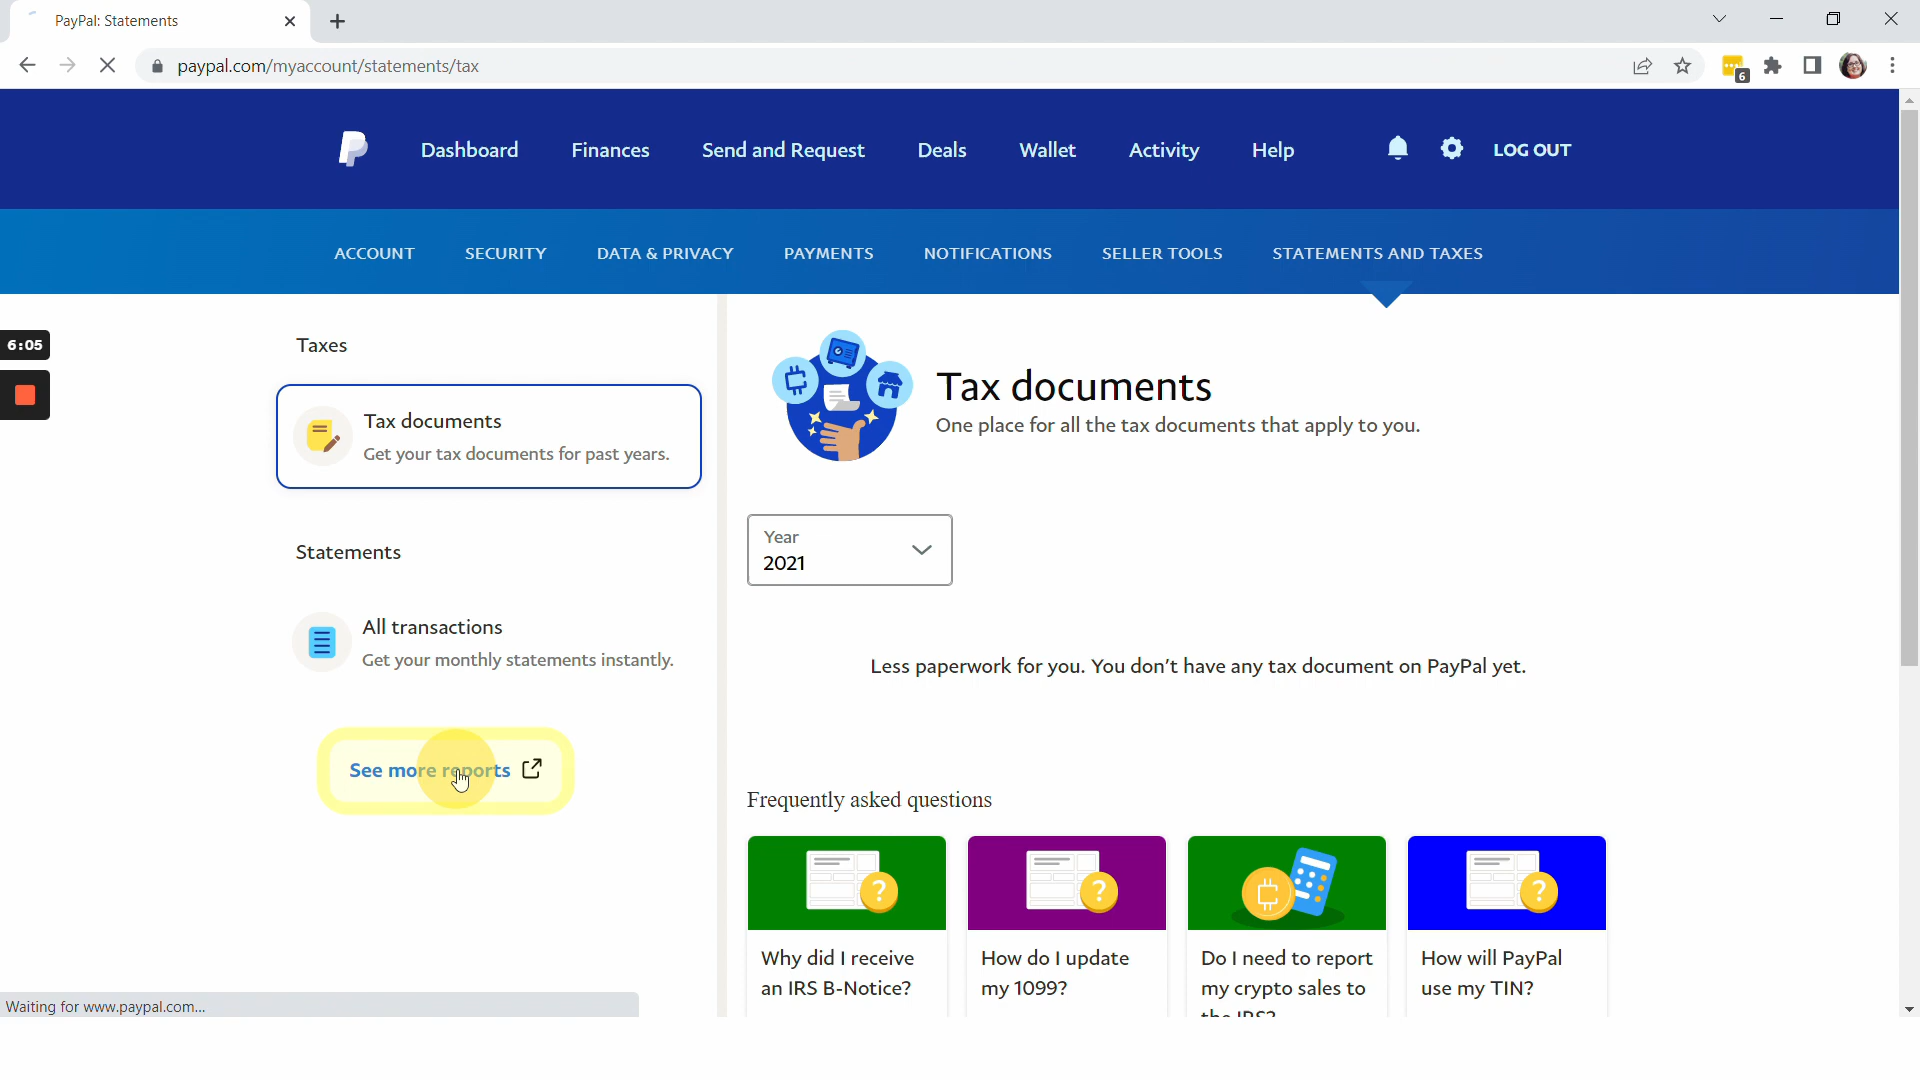 PayPal: Statements
paypal.com/myaccount/statements/tax
6
Dashboard Finances Send and Request Deals Wallet Activity Help LOG OUT
ACCOUNT SECURITY DATA & PRIVACY PAYMENTS NOTIFICATIONS SELLER TOOLS STATEMENTS AND TAXES
6:05
Taxes
Tax documents
Get your tax documents for past years.
Statements
All transactions
Get your monthly statements instantly.
See more reports
Tax documents
One place for all the tax documents that apply to you.
Year
2021
Less paperwork for you. You don't have any tax document on PayPal yet.
Frequently asked questions
Why did I receive
an IRS B-Notice?
How do I update
my 1099?
Do I need to report
my crypto sales to
the IRS?
How will PayPal
use my TIN?
Waiting for www.paypal.com...